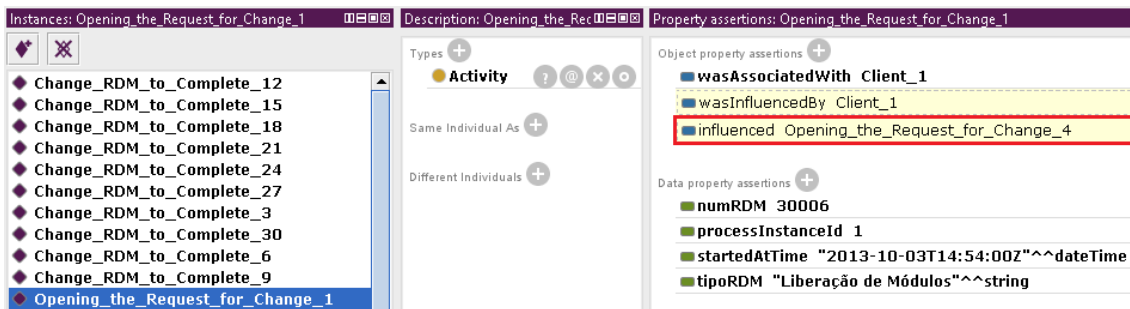 Instances: Opening_the_Request_for_Change_1
Change_RDM_to_Complete_12
Change_RDM_to_Complete_15
Change_RDM_to_Complete_18
Change_RDM_to_Complete_21
Change_RDM_to_Complete_24
Change_RDM_to_Complete_27
Change_RDM_to_Complete_3
Change_RDM_to_Complete_30
Change_RDM_to_Complete_6
Change_RDM_to_Complete_9
Opening_the_Request_for_Change_1
Description: Opening_the_Rec
Types
Activity
Same Individual As
Different Individuals
Property assertions: Opening_the_Request_for_Change_1
Object property assertions
wasAssociatedWith Client_1
wasInfluencedBy Client_1
influenced Opening_the_Request_for_Change_4
Data property assertions
numRDM 30006
processInstanceId 1
startedAtTime "2013-10-03T14:54:00Z"^^dateTime
tipoRDM "Liberação de Módulos"^^string